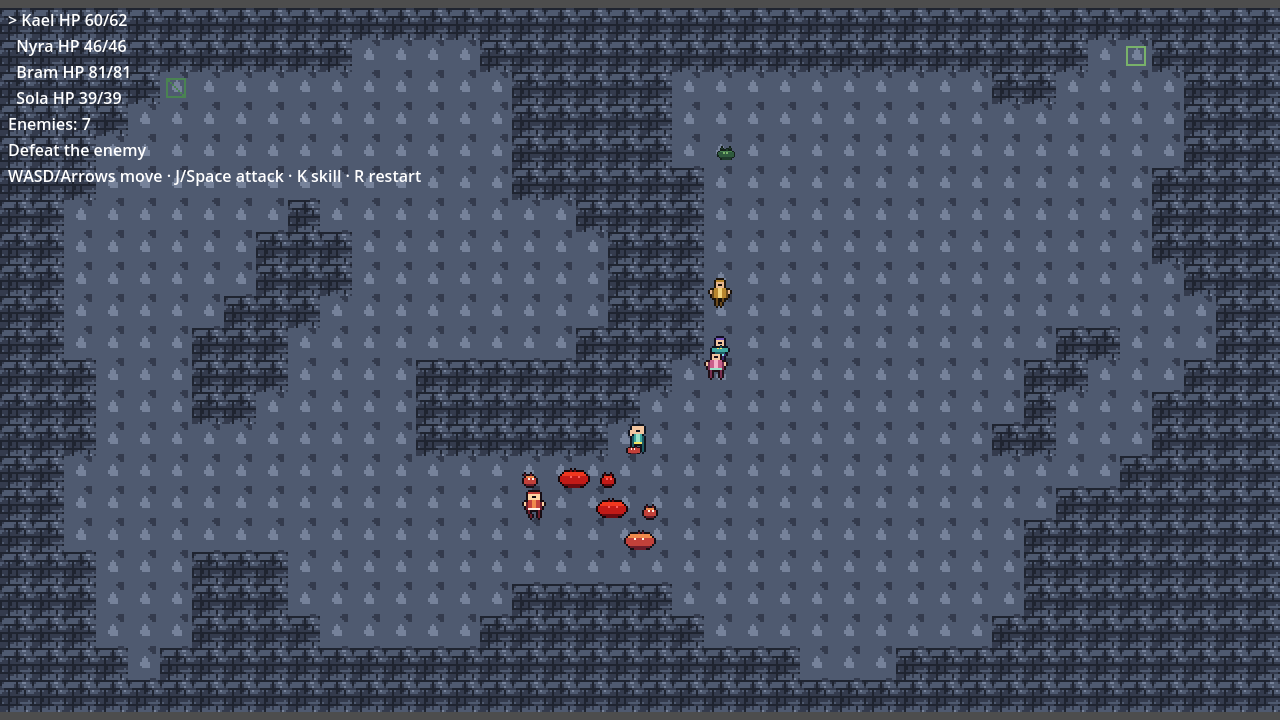 > Kael HP 60/62
Nyra HP 46/46
Bram HP 81/81
Sola HP 39/39
Enemies: 7
Defeat the enemy
WASD/Arrows move · J/Space attack · K skill · R restart